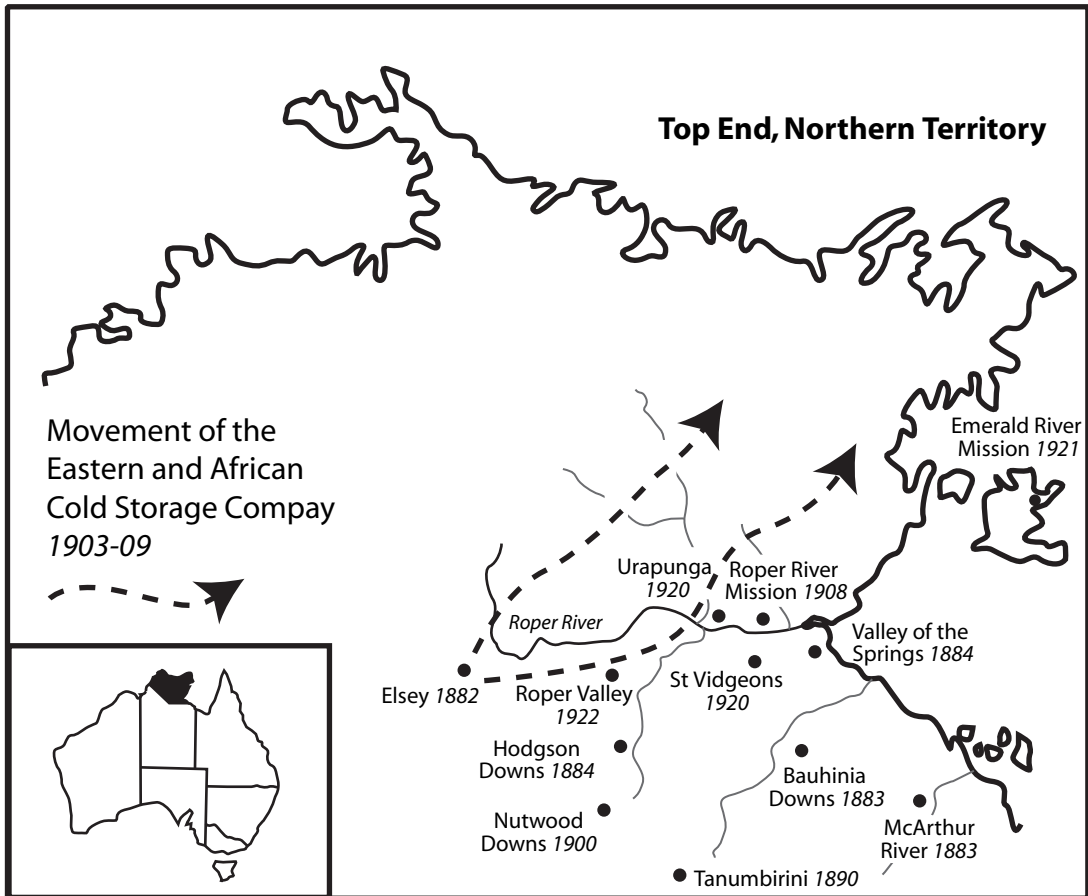 Top End, Northern Territory
Emerald River
Mission 1921
Movement of the
Eastern and African
Cold Storage Compay
1903-09
Urapunga
1920
Roper River
Mission 1908
Roper River
Valley of the
Springs 1884
Elsey 1882
Roper Valley
1922
St Vidgeons
1920
Hodgson
Downs 1884
Bauhinia
Downs 1883
Nutwood
Downs 1900
McArthur
River 1883
Tanumbirini 1890